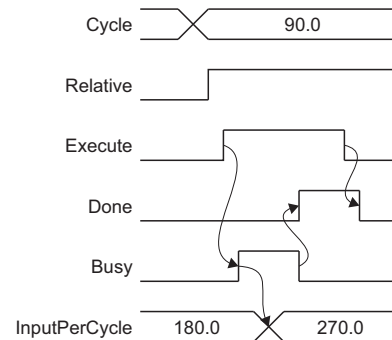 Cycle 90.0
Relative
Execute
Done
Busy
InputPerCycle 180.0 270.0